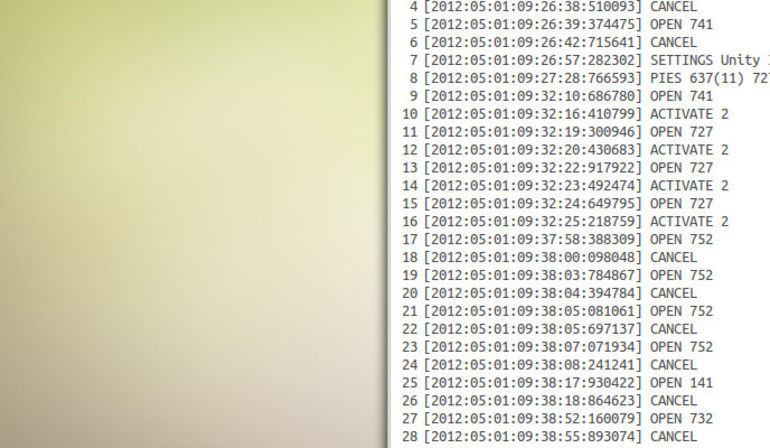 4 [2012:05:01:09:26:38:510093] CANCEL
5 [2012:05:01:09:26:39:374475] OPEN 741
6 [2012:05:01:09:26:42:715641] CANCEL
7 [2012:05:01:09:26:57:282302] SETTINGS Unity
8 [2012:05:01:09:27:28:766593] PIES 637(11) 727
9 [2012:05:01:09:32:10:686780] OPEN 741
10 [2012:05:01:09:32:16:410799] ACTIVATE 2
11 [2012:05:01:09:32:19:300946] OPEN 727
12 [2012:05:01:09:32:20:430683] ACTIVATE 2
13 [2012:05:01:09:32:22:917922] OPEN 727
14 [2012:05:01:09:32:23:492474] ACTIVATE 2
15 [2012:05:01:09:32:24:649795] OPEN 727
16 [2012:05:01:09:32:25:218759] ACTIVATE 2
17 [2012:05:01:09:37:58:388309] OPEN 752
18 [2012:05:01:09:38:00:098048] CANCEL
19 [2012:05:01:09:38:03:784867] OPEN 752
20 [2012:05:01:09:38:04:394784] CANCEL
21 [2012:05:01:09:38:05:081061] OPEN 752
22 [2012:05:01:09:38:05:697137] CANCEL
23 [2012:05:01:09:38:07:071934] OPEN 752
24 [2012:05:01:09:38:08:241241] CANCEL
25 [2012:05:01:09:38:17:930422] OPEN 141
26 [2012:05:01:09:38:18:864623] CANCEL
27 [2012:05:01:09:38:52:160079] OPEN 732
28 [2012:05:01:09:38:55:893074] CANCEL